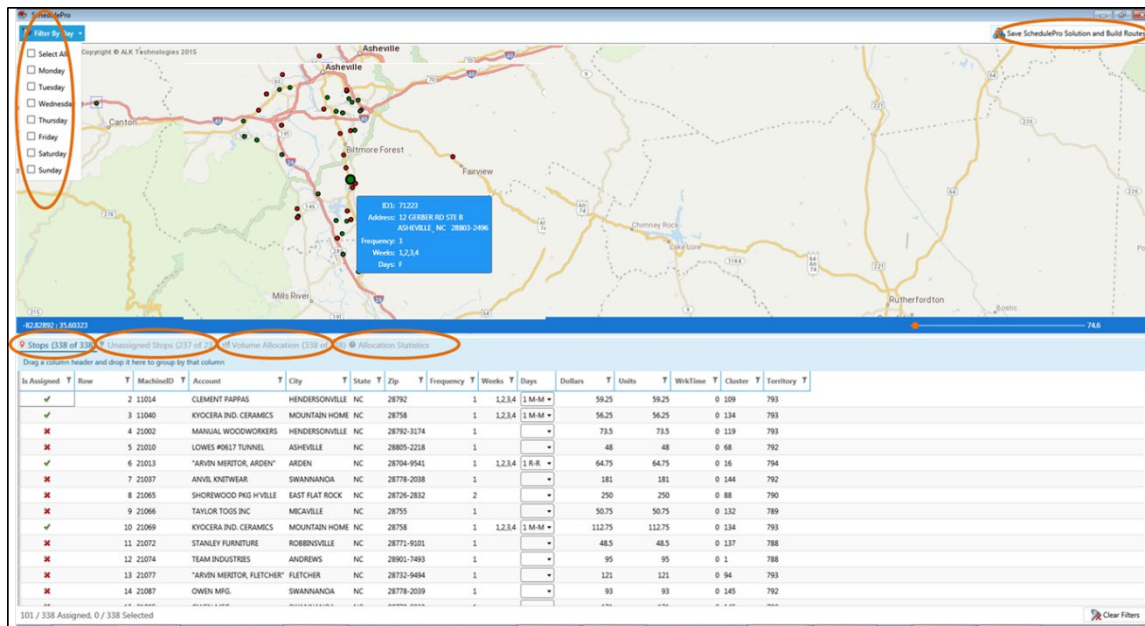 SchedulePro
Filter By Day
Save SchedulePro Solution and Build Routes
Select All
Monday
Tuesday
Wednesday
Thursday
Friday
Saturday
Sunday
Copyright © ALK Technologies 2015
Asheville
Asheville
Canton
Biltmore Forest
Fairview
Chimney Rock
Lake Lure
Mills River
Rutherfordton
Bostic
ID1: 71223
Address: 12 GERBER RD STE B
ASHEVILLE, NC 28803-2496
Frequency: 1
Weeks: 1,2,3,4
Days: F
-82.82892 : 35.60323
74.6
Stops (338 of 338) Unassigned Stops (237 of 23 Volume Allocation (338 of 338) Allocation Statistics
Drag a column header and drop it here to group by that column
Is Assigned Row MachineID Account City State Zip Frequency Weeks Days Dollars Units WrkTime Cluster Territory
2 11014 CLEMENT PAPPAS HENDERSONVILLE NC 28792 1 1,2,3,4 1 M-M 59.25 59.25 0 109 793
3 11040 KYOCERA IND. CERAMICS MOUNTAIN HOME NC 28758 1 1,2,3,4 1 M-M 56.25 56.25 0 134 793
4 21002 MANUAL WOODWORKERS HENDERSONVILLE NC 28792-3174 1 73.5 73.5 0 119 793
5 21010 LOWES #0617 TUNNEL ASHEVILLE NC 28805-2218 1 48 48 0 68 792
6 21013 "ARVIN MERITOR, ARDEN" ARDEN NC 28704-9541 1 1,2,3,4 1 R-R 64.75 64.75 0 16 794
7 21037 ANVIL KNITWEAR SWANNANOA NC 28778-2038 1 181 181 0 144 792
8 21065 SHOREWOOD PKG H'VILLE EAST FLAT ROCK NC 28726-2832 2 250 250 0 88 790
9 21066 TAYLOR TOGS INC MICAVILLE NC 28755 1 50.75 50.75 0 132 789
10 21069 KYOCERA IND. CERAMICS MOUNTAIN HOME NC 28758 1 1,2,3,4 1 M-M 112.75 112.75 0 134 793
11 21072 STANLEY FURNITURE ROBBINSVILLE NC 28771-9101 1 48.5 48.5 0 137 788
12 21074 TEAM INDUSTRIES ANDREWS NC 28901-7493 1 95 95 0 1 788
13 21077 "ARVIN MERITOR, FLETCHER" FLETCHER NC 28732-9494 1 121 121 0 94 793
14 21087 OWEN MFG. SWANNANOA NC 28778-2039 1 93 93 0 145 792
101 / 338 Assigned, 0 / 338 Selected
Clear Filters